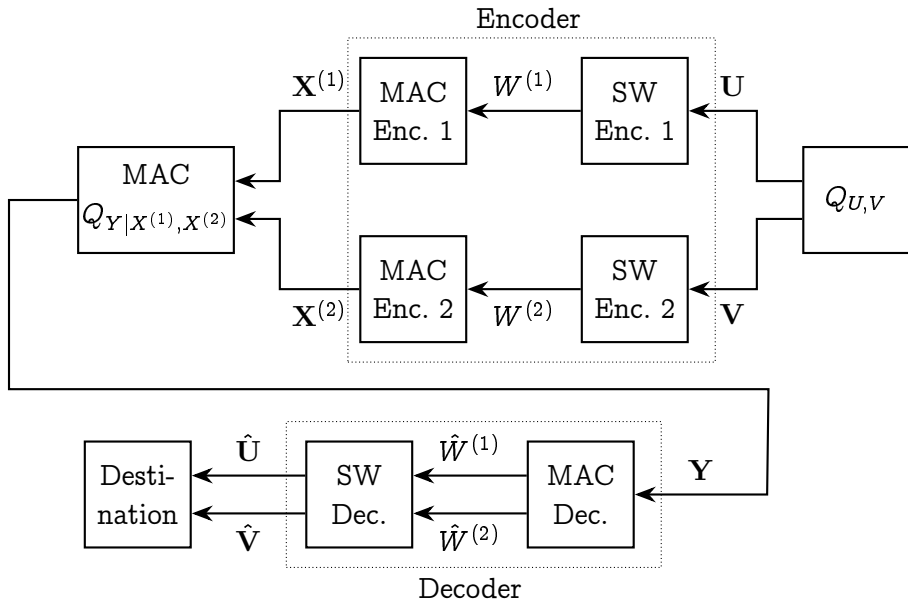 Encoder
X^(1)
MAC
Enc. 1
W^(1)
SW
Enc. 1
U
MAC
Q_{Y|X^(1),X^(2)}
Q_{U,V}
X^(2)
MAC
Enc. 2
W^(2)
SW
Enc. 2
V
Desti-
nation
Û
V̂
SW
Dec.
Ŵ^(1)
Ŵ^(2)
MAC
Dec.
Y
Decoder